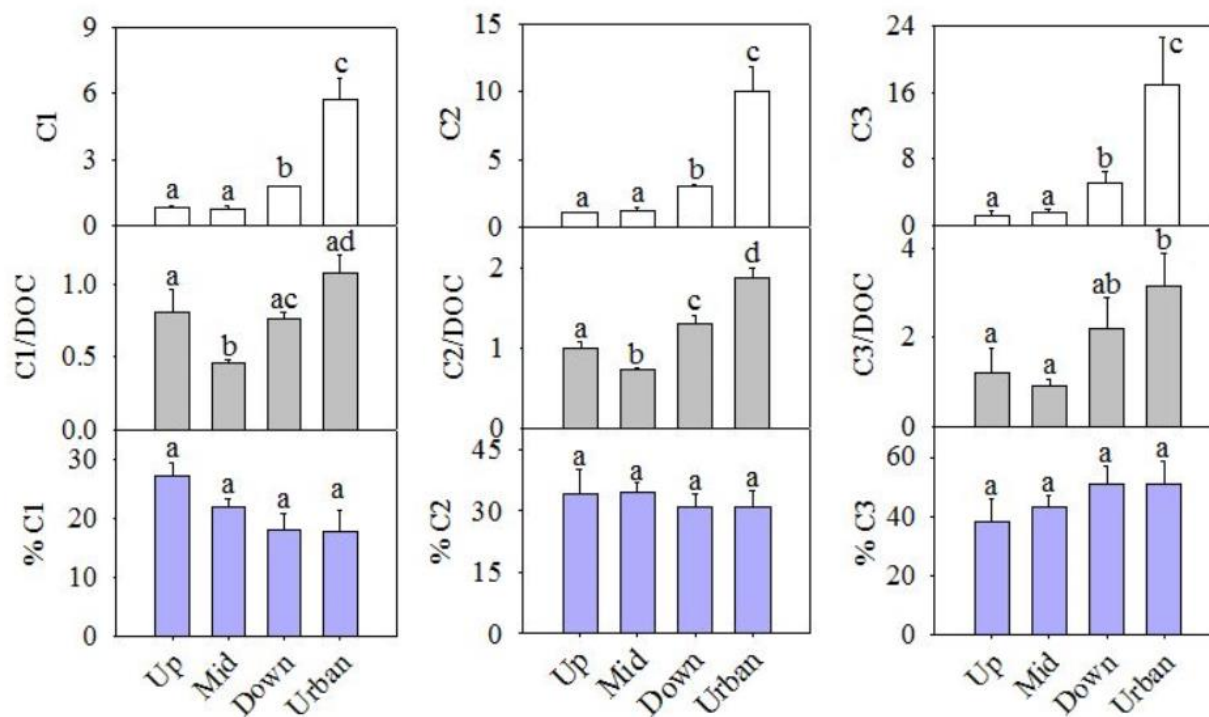 9
6
3
0
C1
a a b c
15
10
5
0
C2
a a b c
24
16
8
0
C3
a a b c
1.0
0.5
0.0
C1/DOC
a b ac ad
2
1
0
C2/DOC
a b c d
4
2
0
C3/DOC
a a ab b
30
20
10
0
% C1
a a a a
45
30
15
0
% C2
a a a a
60
40
20
0
% C3
a a a a
Up Mid Down Urban
Up Mid Down Urban
Up Mid Down Urban